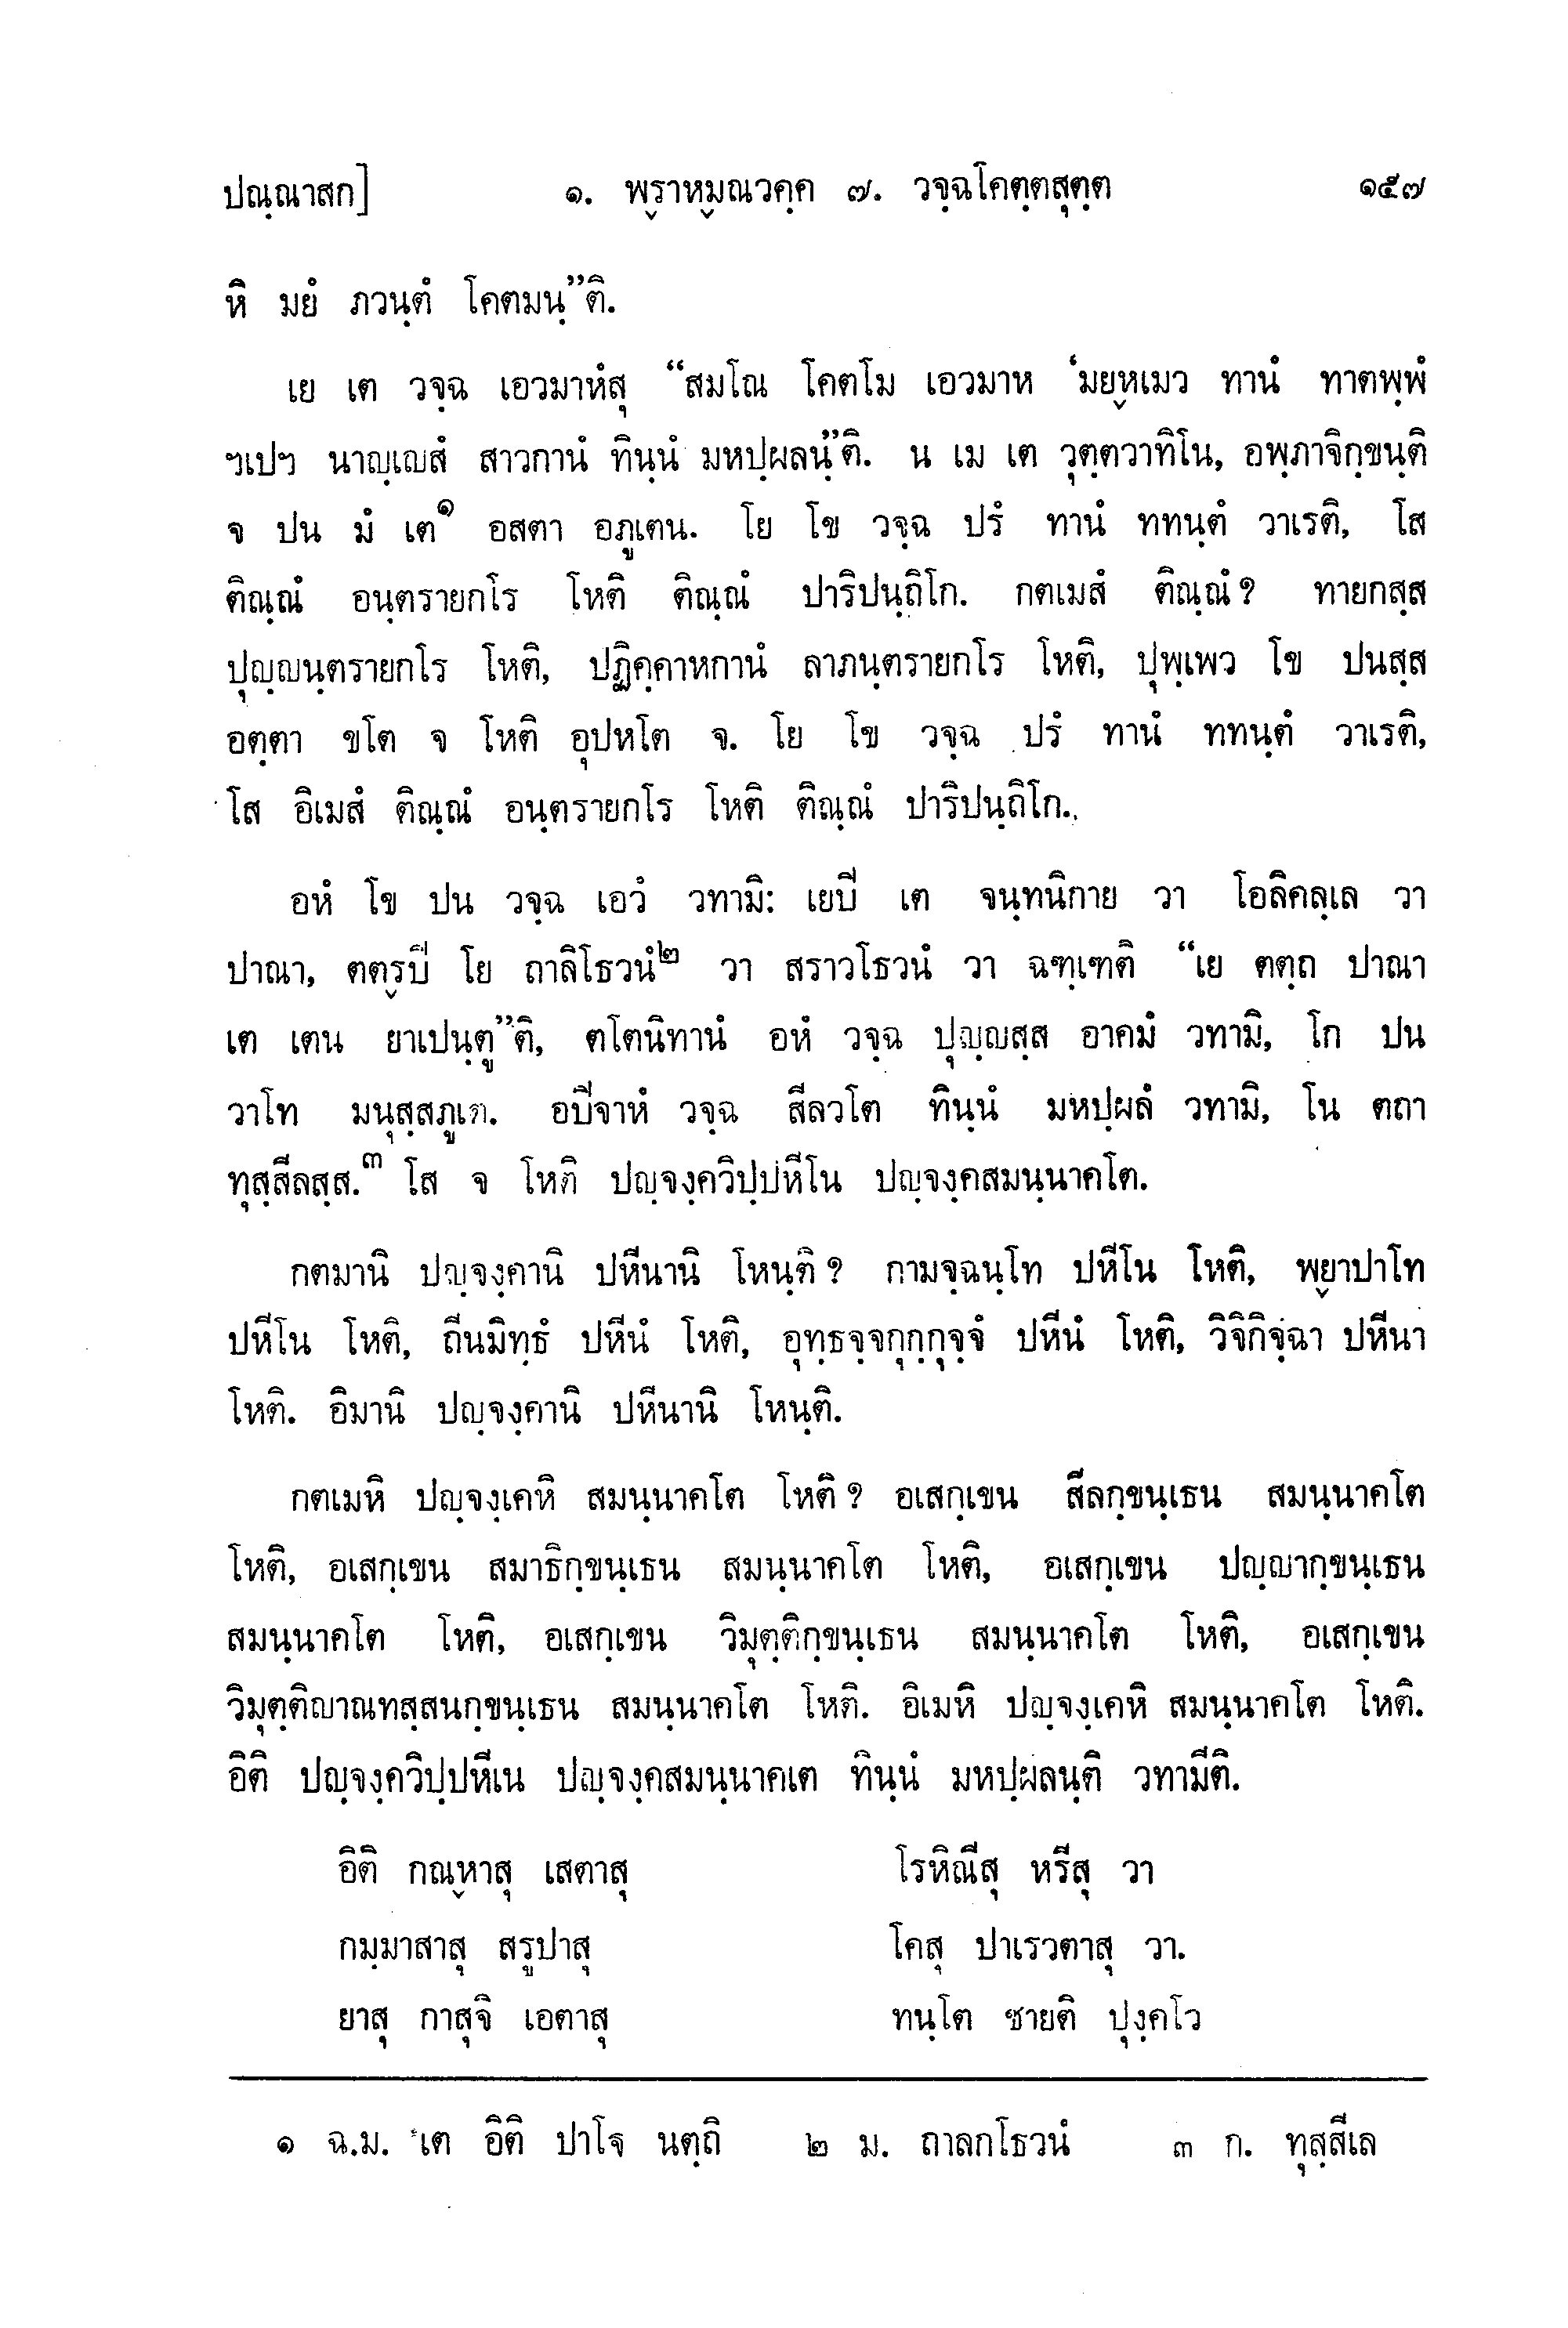 ปณฺณาสก] ๑. พฺราหฺมณวคฺค ๗. วจฺฉโคตฺตสุตฺต ๑๕๗
หิ มยํ ภวนฺตํ โคตมนฺ”ติ.
เย เต วจฺฉ เอวมาหํสุ “สมโณ โคตโม เอวมาห ‘มยฺหเมว ทานํ ทาตพฺพํ
ฯเปฯ นาญฺเญสํ สาวกานํ ทินฺนํ มหปฺผลนฺ’”ติ. น เม เต วุตฺตวาทิโน, อพฺภาจิกฺขนฺติ
จ ปน มํ เต๑ อสตา อภูเตน. โย โข วจฺฉ ปรํ ทานํ ททนฺตํ วาเรติ, โส
ติณฺณํ อนฺตรายกโร โหติ ติณฺณํ ปาริปนฺถิโก. กตเมสํ ติณฺณํ? ทายกสฺส
ปุญฺญนฺตรายกโร โหติ, ปฏิคฺคาหกานํ ลาภนฺตรายกโร โหติ, ปุพฺเพว โข ปนสฺส
อตฺตา ขโต จ โหติ อุปหโต จ. โย โข วจฺฉ ปรํ ทานํ ททนฺตํ วาเรติ,
โส อิเมสํ ติณฺณํ อนฺตรายกโร โหติ ติณฺณํ ปาริปนฺถิโก.
อหํ โข ปน วจฺฉ เอวํ วทามิ: เยปิ เต จนฺทนิกาย วา โอลิคลฺเล วา
ปาณา, ตตฺรปิ โย ถาลิโธวนํ๒ วา สราวโธวนํ วา ฉฑฺเฑติ “เย ตตฺถ ปาณา
เต เตน ยาเปนฺตู”ติ, ตโตนิทานํ อหํ วจฺฉ ปุญฺญสฺส อาคมํ วทามิ, โก ปน
วาโท มนุสฺสภูเต. อปิจาหํ วจฺฉ สีลวโต ทินฺนํ มหปฺผลํ วทามิ, โน ตถา
ทุสฺสีลสฺส.๓ โส จ โหติ ปญฺจงฺควิปฺปหีโน ปญฺจงฺคสมนฺนาคโต.
กตมานิ ปญฺจงฺคานิ ปหีนานิ โหนฺติ? กามจฺฉนฺโท ปหีโน โหติ, พฺยาปาโท
ปหีโน โหติ, ถีนมิทฺธํ ปหีนํ โหติ, อุทฺธจฺจกุกฺกุจฺจํ ปหีนํ โหติ, วิจิกิจฺฉา ปหีนา
โหติ. อิมานิ ปญฺจงฺคานิ ปหีนานิ โหนฺติ.
กตเมหิ ปญฺจงฺเคหิ สมนฺนาคโต โหติ? อเสกฺเขน สีลกฺขนฺเธน สมนฺนาคโต
โหติ, อเสกฺเขน สมาธิกฺขนฺเธน สมนฺนาคโต โหติ, อเสกฺเขน ปญฺญากฺขนฺเธน
สมนฺนาคโต โหติ, อเสกฺเขน วิมุตฺติกฺขนฺเธน สมนฺนาคโต โหติ, อเสกฺเขน
วิมุตฺติญาณทสฺสนกฺขนฺเธน สมนฺนาคโต โหติ. อิเมหิ ปญฺจงฺเคหิ สมนฺนาคโต โหติ.
อิติ ปญฺจงฺควิปฺปหีเน ปญฺจงฺคสมนฺนาคเต ทินฺนํ มหปฺผลนฺติ วทามีติ.
อิติ กณฺหาสุ เสตาสุ โรหิณีสุ หรีสุ วา
กมฺมาสาสุ สรูปาสุ โคสุ ปาเรวตาสุ วา.
ยาสุ กาสุจิ เอตาสุ ทนฺโต ชายติ ปุงฺคโว
๑ ฉ.ม. เต อิติ ปาโจ นตฺถิ ๒ ม. ถาลกโธวนํ ๓ ก. ทุสฺสีเล